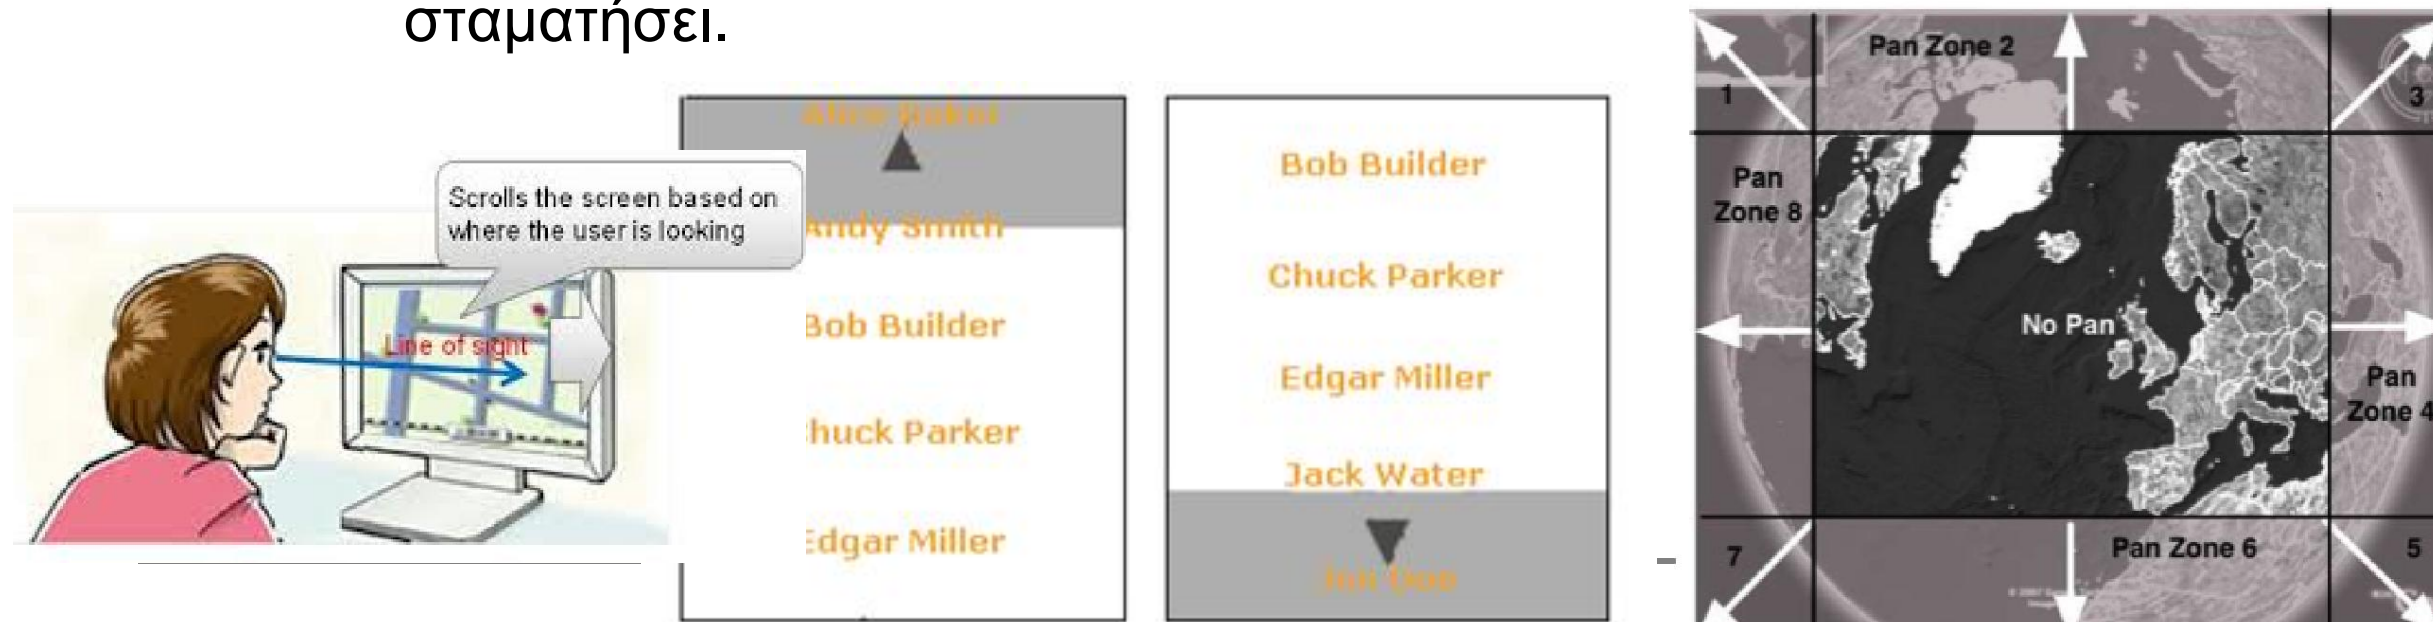 σταματήσει.
Scrolls the screen based on
where the user is looking
Line of sight
Andy Smith
Bob Builder
huck Parker
Edgar Miller
Bob Builder
Chuck Parker
Edgar Miller
Jack Water
1
Pan Zone 2
3
Pan
Zone 8
No Pan
Pan
Zone 4
7
Pan Zone 6
5